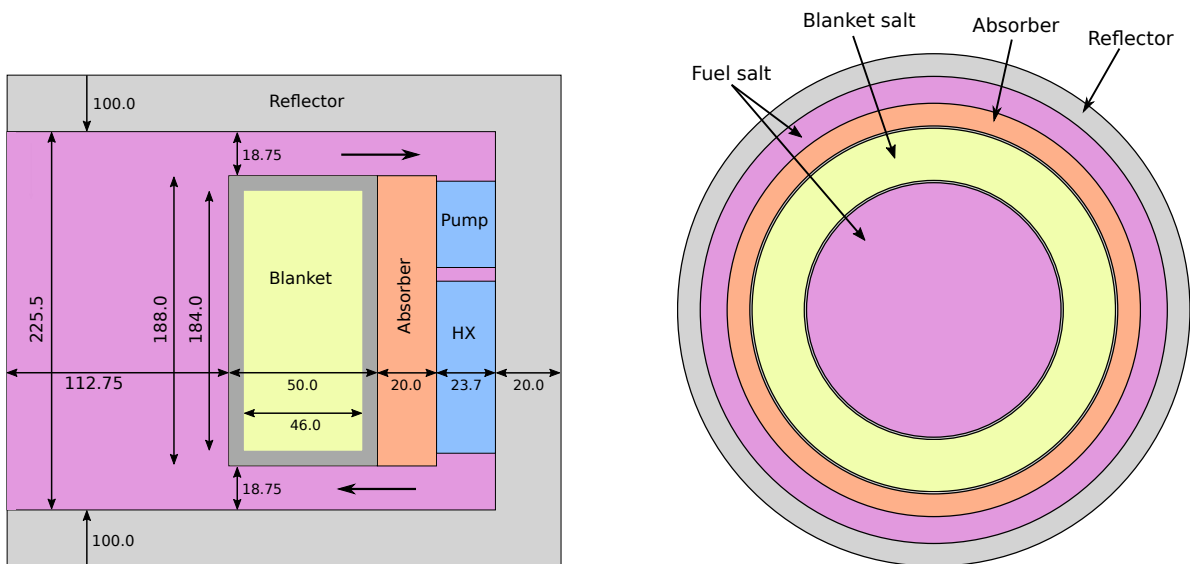 Reflector
100.0
18.75
Pump
Blanket
Absorber
HX
225.5
188.0
184.0
112.75
50.0
20.0
23.7
20.0
46.0
18.75
100.0
Blanket salt
Absorber
Reflector
Fuel salt